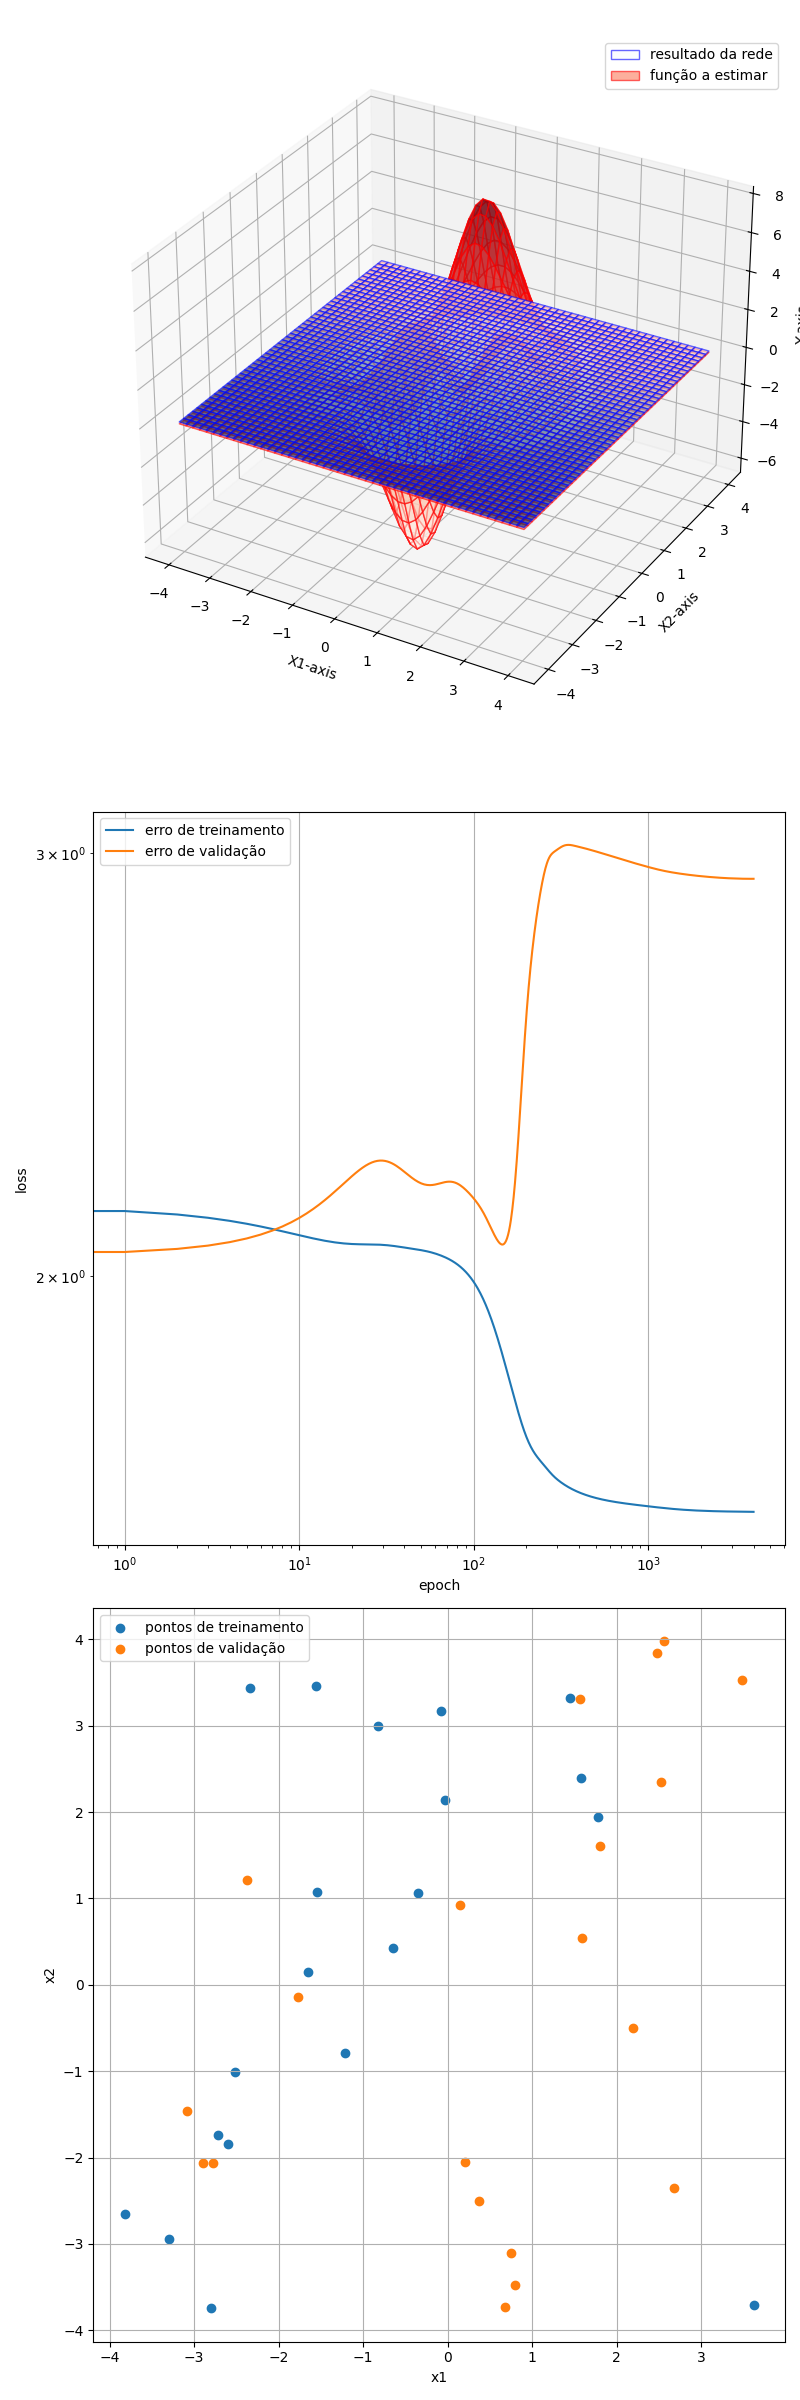 resultado da rede
função a estimar
8
6
4
2
0
−2
−4
−6
−4
−3
−2
−1
0
1
2
3
4
X1-axis
−4
−3
−2
−1
0
1
2
3
4
X2-axis
erro de treinamento
erro de validação
3 × 10⁰
2 × 10⁰
loss
10⁰ 10¹ 10² 10³
epoch
pontos de treinamento
pontos de validação
4
3
2
1
0
−1
−2
−3
−4
x2
−4 −3 −2 −1 0 1 2 3
x1